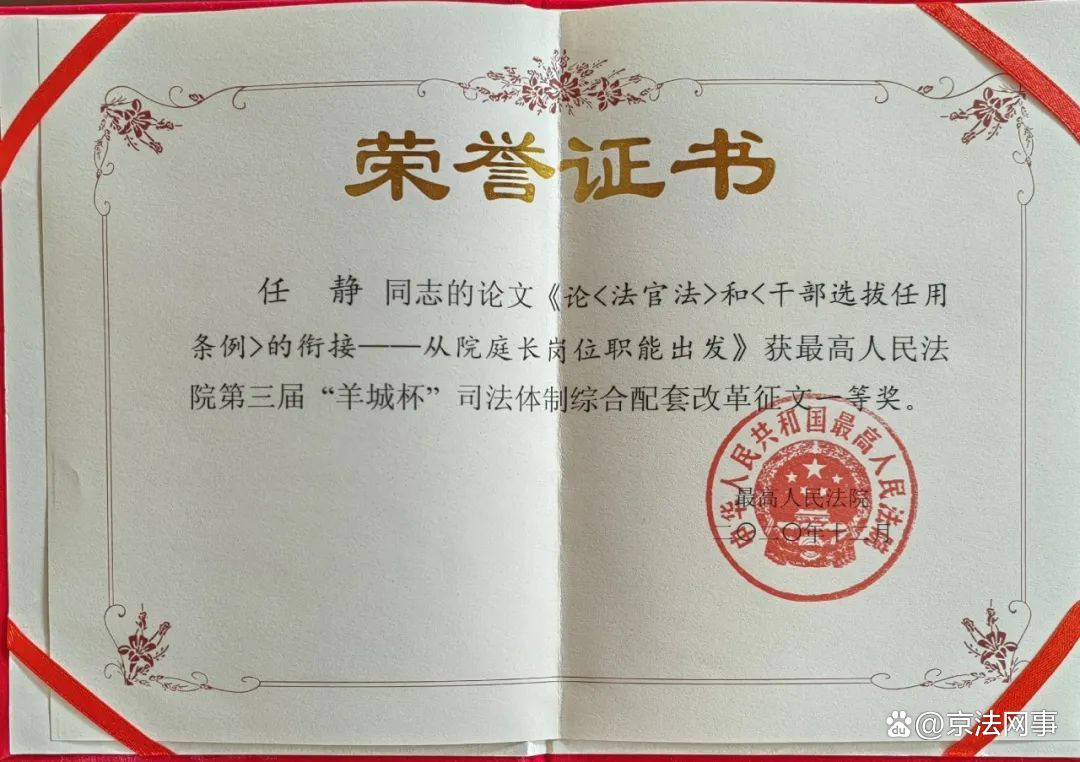 荣誉证书
任 静 同志的论文《论<法官法>和<干部选拔任用
条例>的衔接——从院庭长岗位职能出发》获最高人民法
院第三届“羊城杯”司法体制综合配套改革征文一等奖。
中华人民共和国最高人民法院
最高人民法院
二〇二〇年十二月
@京法网事